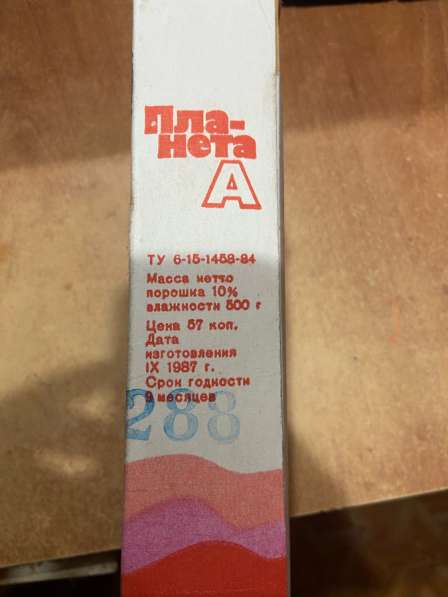 Пла-
нета
А
ТУ 6-15-1458-84
Масса нетто
порошка 10%
влажности 500 г
Цена 57 коп.
Дата
изготовления
IX 1987 г.
Срок годности
9 месяцев
288